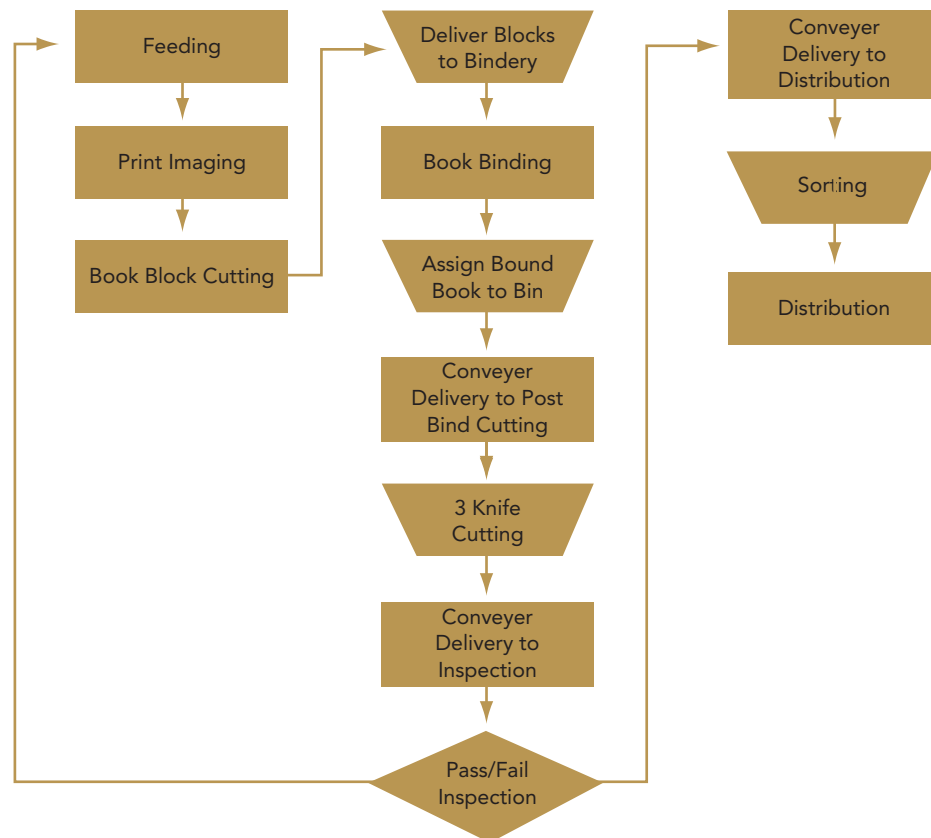 Feeding
Print Imaging
Book Block Cutting
Deliver Blocks
to Bindery
Book Binding
Assign Bound
Book to Bin
Conveyer
Delivery to Post
Bind Cutting
3 Knife
Cutting
Conveyer
Delivery to
Inspection
Pass/Fail
Inspection
Conveyer
Delivery to
Distribution
Sorting
Distribution